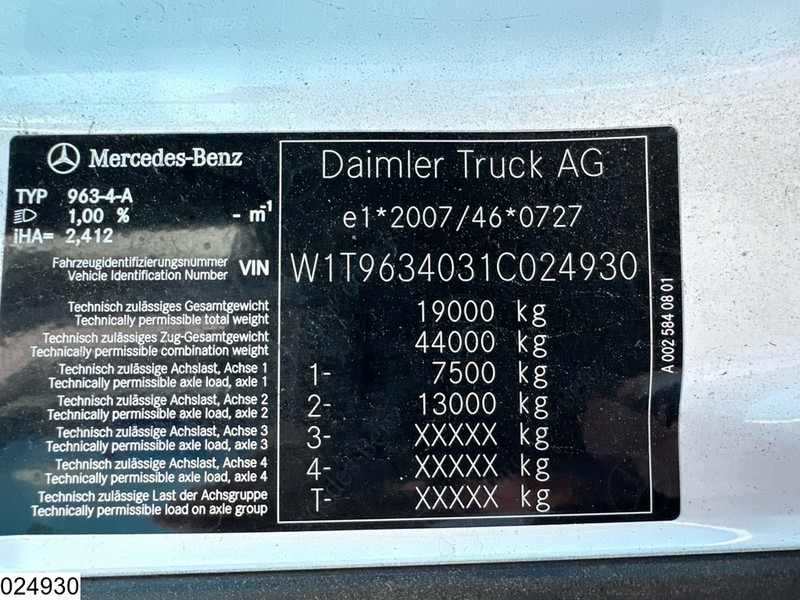 Mercedes-Benz
Daimler Truck AG
TYP 963-4-A
1,00 % - m-1
iHA= 2,412
e1*2007/46*0727
Fahrzeugidentifizierungsnummer
Vehicle Identification Number VIN W1T9634031C024930
Technisch zulässiges Gesamtgewicht
Technically permissible total weight 19000 kg
Technisch zulässiges Zug-Gesamtgewicht
Technically permissible combination weight 44000 kg
Technisch zulässige Achslast, Achse 1
Technically permissible axle load, axle 1 1- 7500 kg
Technisch zulässige Achslast, Achse 2
Technically permissible axle load, axle 2 2- 13000 kg
Technisch zulässige Achslast, Achse 3
Technically permissible axle load, axle 3 3- XXXXX kg
Technisch zulässige Achslast, Achse 4
Technically permissible axle load, axle 4 4- XXXXX kg
Technisch zulässige Last der Achsgruppe
Technically permissible load on axle group T- XXXXX kg
A 002 584 08 01
024930